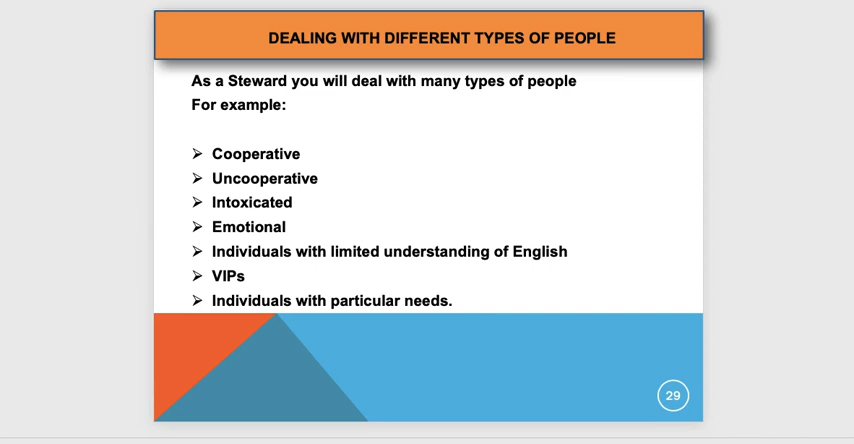 DEALING WITH DIFFERENT TYPES OF PEOPLE
As a Steward you will deal with many types of people
For example:
➢ Cooperative
➢ Uncooperative
➢ Intoxicated
➢ Emotional
➢ Individuals with limited understanding of English
➢ VIPs
➢ Individuals with particular needs.
29